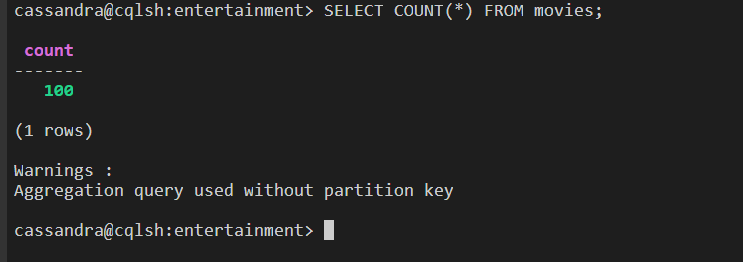 cassandra@cqlsh:entertainment> SELECT COUNT(*) FROM movies;
count
-------
100
(1 rows)
Warnings :
Aggregation query used without partition key
cassandra@cqlsh:entertainment>